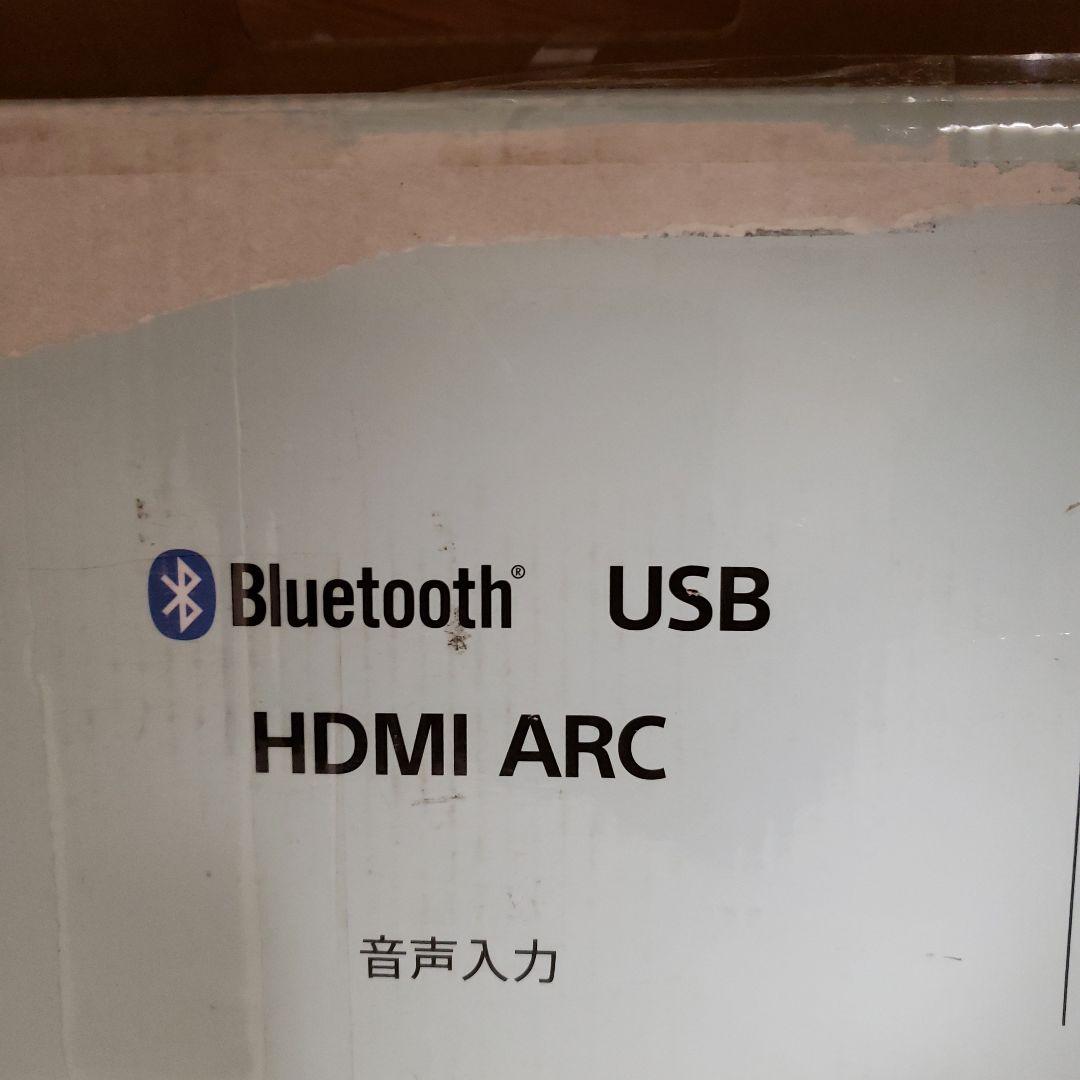 Bluetooth® USB
HDMI ARC
音声入力